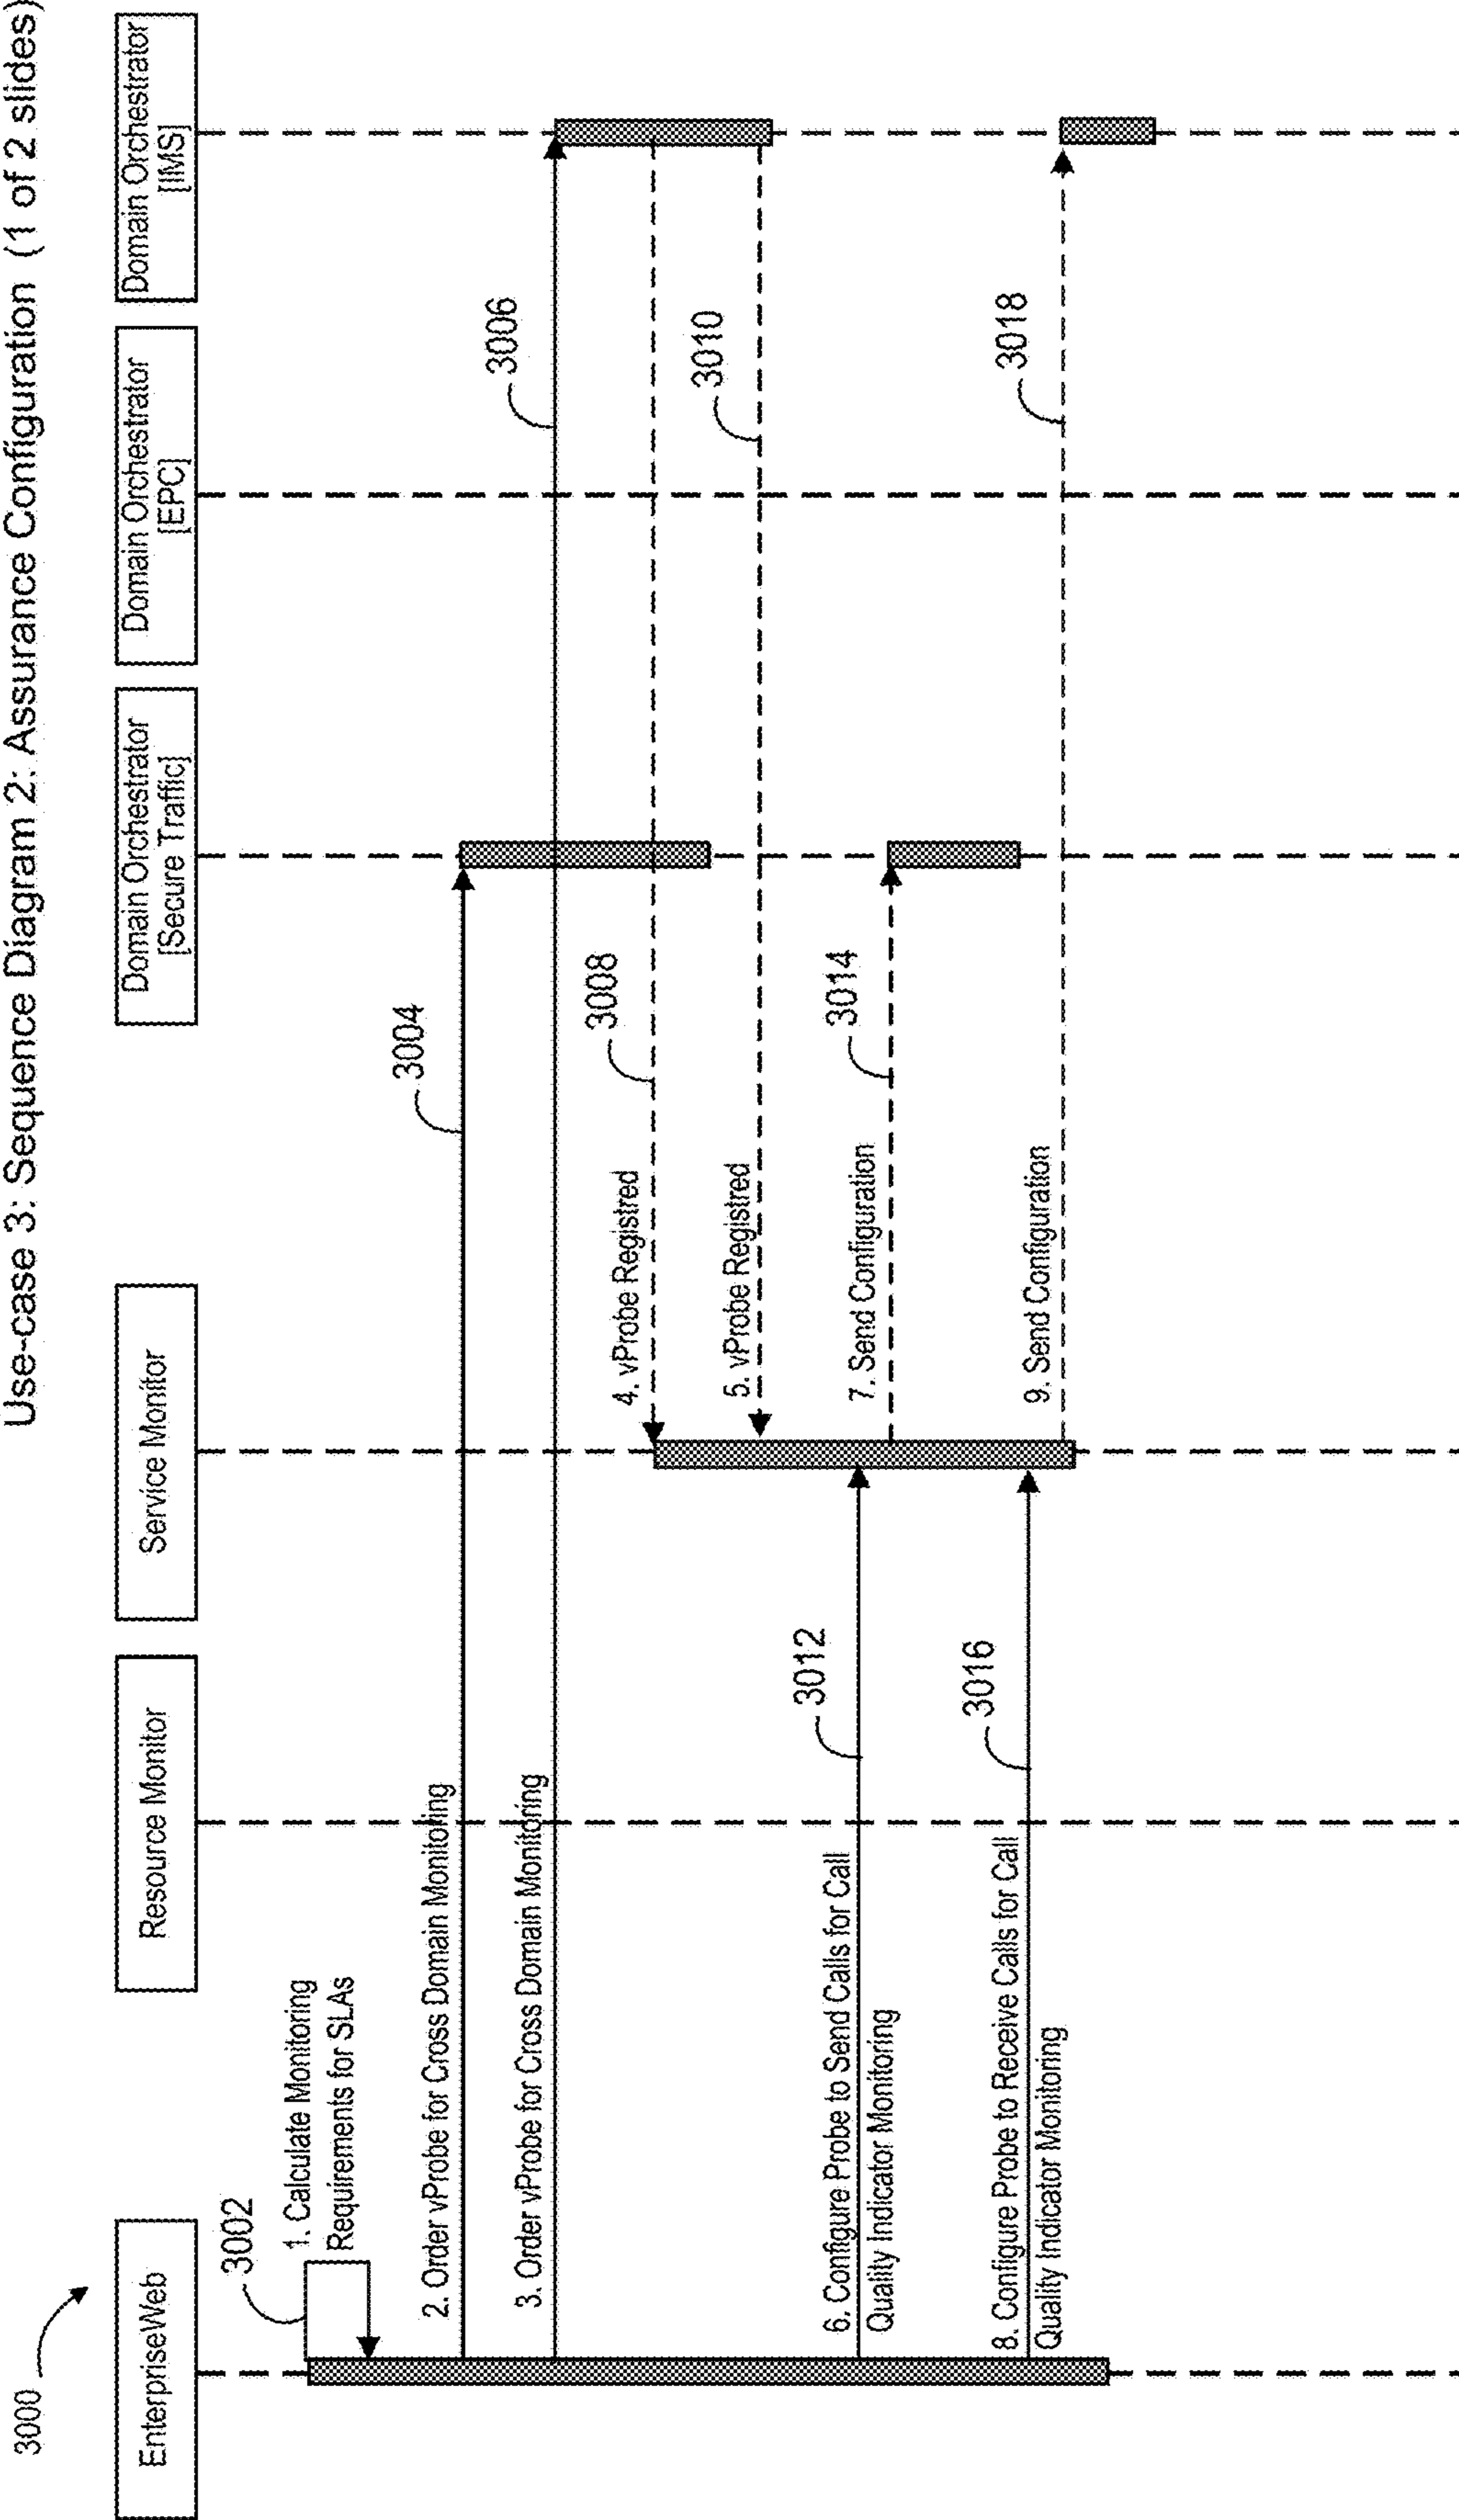 Use-case 3: Sequence Diagram 2: Assurance Configuration (1 of 2 slides)
3000
EnterpriseWeb
Resource Monitor
Service Monitor
Domain Orchestrator
[Secure Traffic]
Domain Orchestrator
[EPC]
Domain Orchestrator
[IMS]
3002
1. Calculate Monitoring
Requirements for SLAs
3004
2. Order vProbe for Cross Domain Monitoring
3006
3. Order vProbe for Cross Domain Monitoring
3008
4. vProbe Registred
3010
5. vProbe Registred
3012
6. Configure Probe to Send Calls for Call
Quality Indicator Monitoring
3014
7. Send Configuration
3016
8. Configure Probe to Receive Calls for Call
Quality Indicator Monitoring
3018
9. Send Configuration